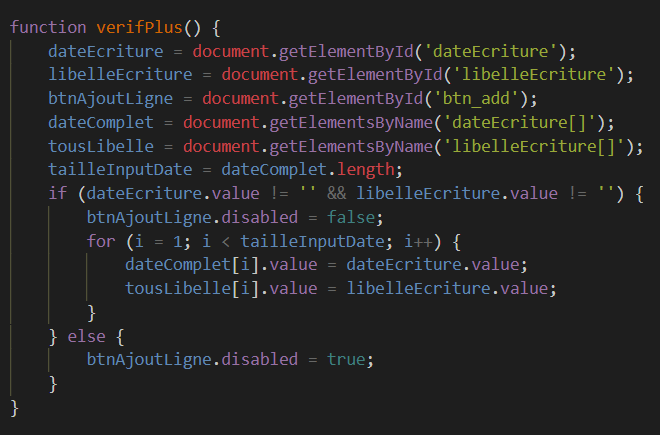 function verifPlus() {
    dateEcriture = document.getElementById('dateEcriture');
    libelleEcriture = document.getElementById('libelleEcriture');
    btnAjoutLigne = document.getElementById('btn_add');
    dateComplet = document.getElementsByName('dateEcriture[]');
    tousLibelle = document.getElementsByName('libelleEcriture[]');
    tailleInputDate = dateComplet.length;
    if (dateEcriture.value != '' && libelleEcriture.value != '') {
        btnAjoutLigne.disabled = false;
        for (i = 1; i < tailleInputDate; i++) {
            dateComplet[i].value = dateEcriture.value;
            tousLibelle[i].value = libelleEcriture.value;
        }
    } else {
        btnAjoutLigne.disabled = true;
    }
}